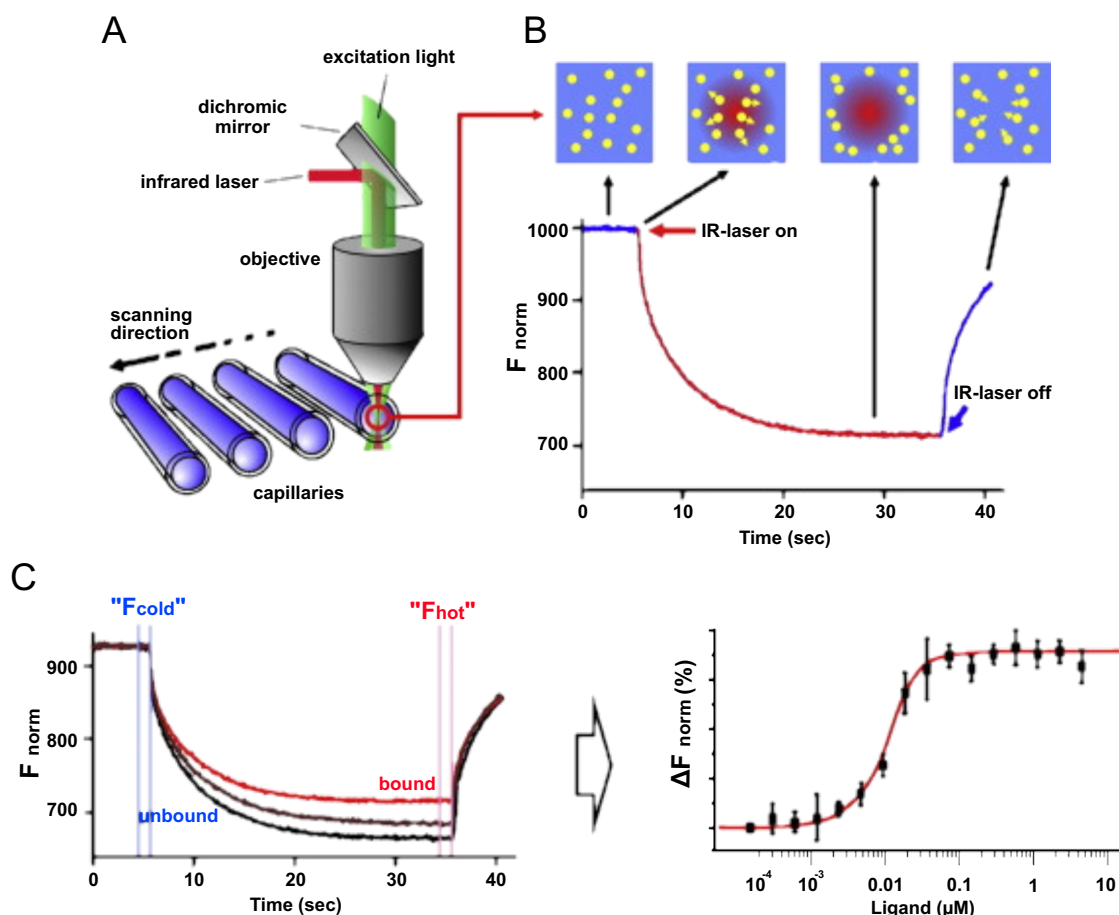 A
excitation light
dichromic
mirror
infrared laser
objective
scanning
direction
capillaries
B
1000
900
800
700
F norm
IR-laser on
IR-laser off
0 10 20 30 40
Time (sec)
C
"Fcold"
"Fhot"
900
800
700
F norm
bound
unbound
0 10 20 30 40
Time (sec)
ΔF norm (%)
10-4 10-3 0.01 0.1 1 10
Ligand (µM)